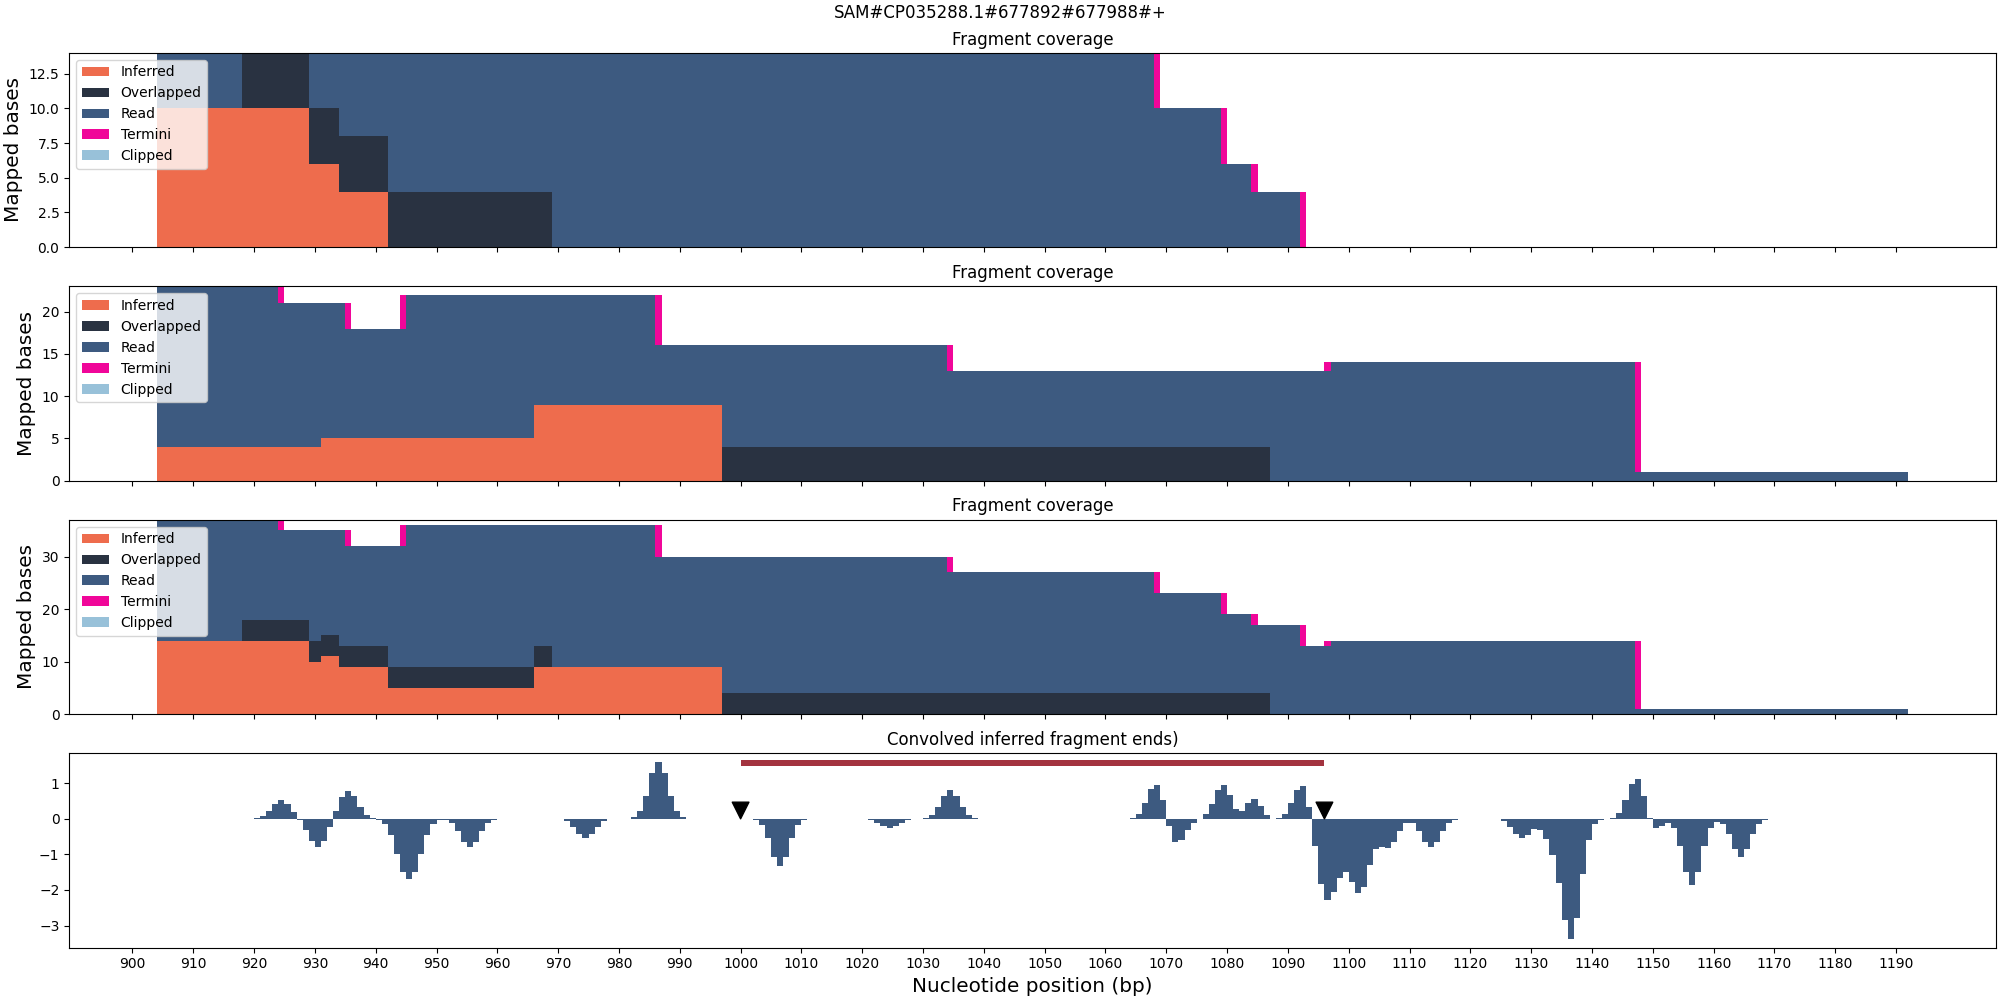 SAM#CP035288.1#677892#677988#+
Fragment coverage
Mapped bases
12.5
10.0
7.5
5.0
2.5
0.0
Inferred
Overlapped
Read
Termini
Clipped
Fragment coverage
Mapped bases
20
15
10
5
0
Inferred
Overlapped
Read
Termini
Clipped
Fragment coverage
Mapped bases
30
20
10
0
Inferred
Overlapped
Read
Termini
Clipped
Convolved inferred fragment ends)
1
0
−1
−2
−3
900 910 920 930 940 950 960 970 980 990 1000 1010 1020 1030 1040 1050 1060 1070 1080 1090 1100 1110 1120 1130 1140 1150 1160 1170 1180 1190
Nucleotide position (bp)